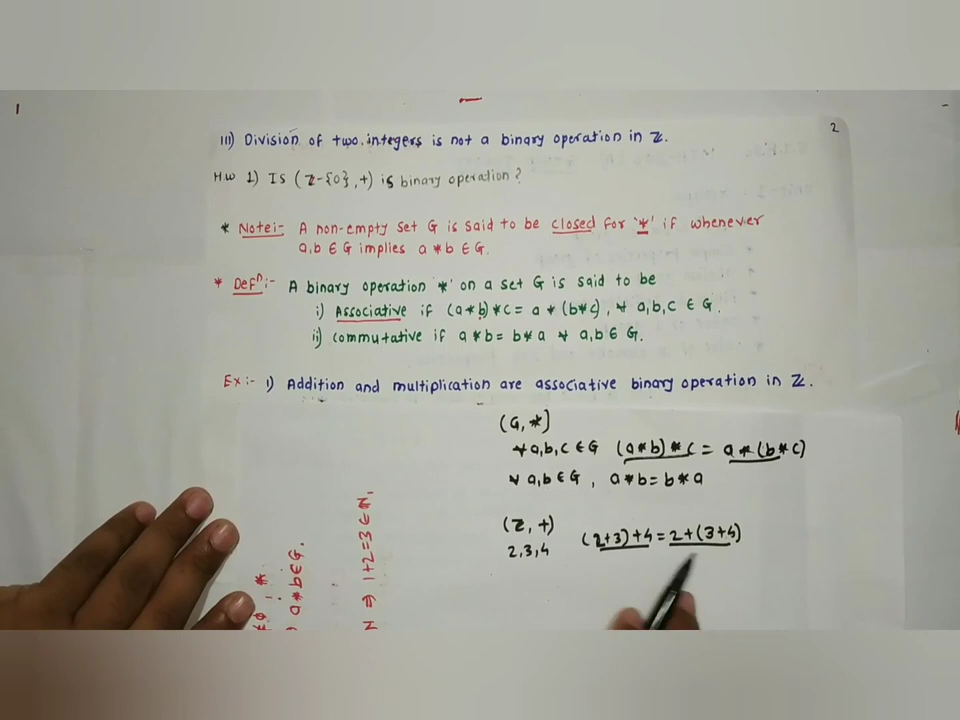 2
III) Division of two integers is not a binary operation in ℤ.
H.W 1) Is (ℤ-{0}, +) is binary operation?
* Note:- A non-empty set G is said to be closed for '*' if whenever
a,b ∈ G implies a * b ∈ G.
* Defⁿ:- A binary operation '*' on a set G is said to be
i) Associative if (a*b)*c = a*(b*c), ∀ a,b,c ∈ G.
ii) commutative if a*b = b*a ∀ a,b ∈ G.
Ex:- 1) Addition and multiplication are associative binary operation in ℤ.
(G, *]
∀ a,b,c ∈ G (a*b)*c = a*(b*c)
∀ a,b ∈ G, a*b = b*a
(Z, +)
2,3,4 (2+3)+4 = 2+(3+4)
a*b∈G.
⇒ 1+2=3∈N.